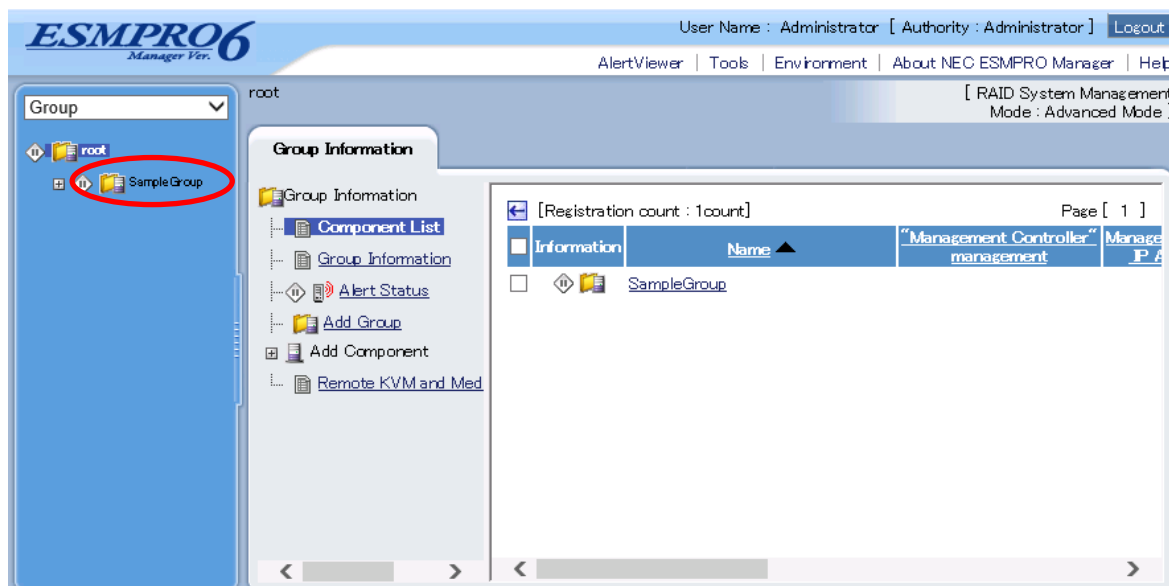 ESMPRO6
Manager Ver.
User Name : Administrator [ Authority : Administrator ] Logout
AlertViewer | Tools | Environment | About NEC ESMPRO Manager | Help
Group
root
[ RAID System Management
Mode : Advanced Mode ]
root
SampleGroup
Group Information
Group Information
Component List
Group Information
Alert Status
Add Group
Add Component
Remote KVM and Med
[Registration count : 1count] Page [ 1 ]
Information Name ▲ "Management Controller" management Manage
IP A
SampleGroup